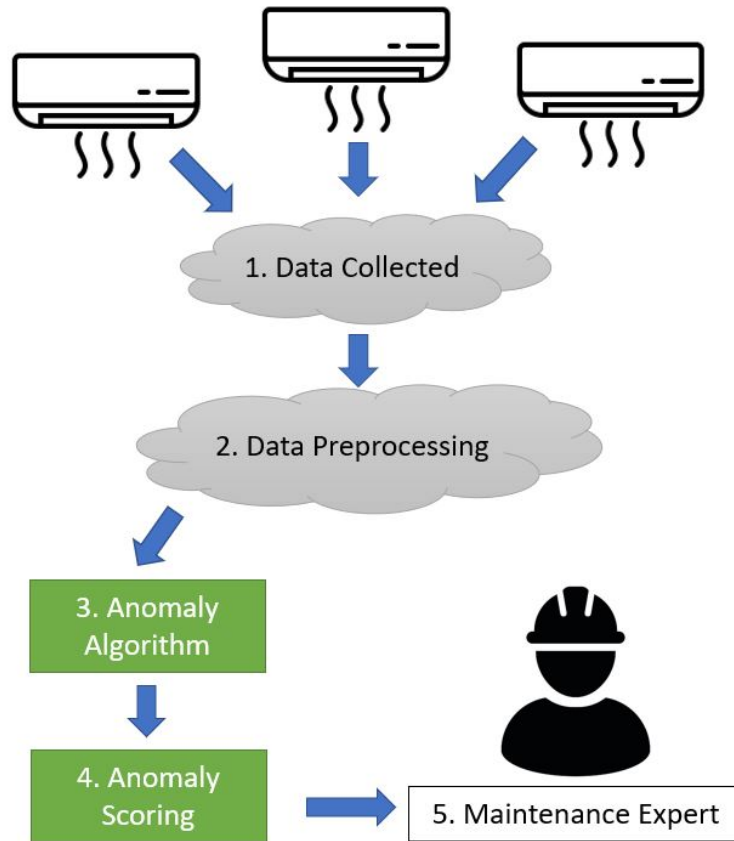 1. Data Collected
2. Data Preprocessing
3. Anomaly
Algorithm
4. Anomaly
Scoring
5. Maintenance Expert